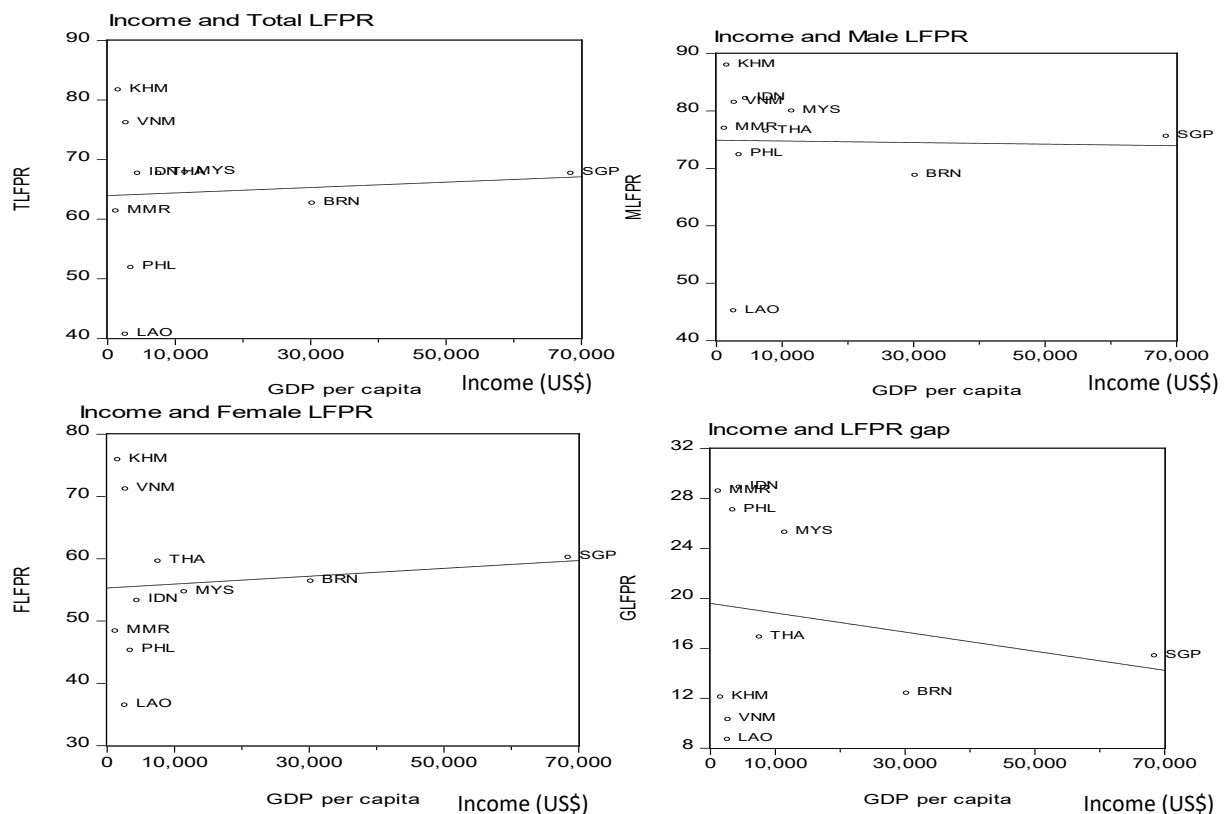 Income and Total LFPR
90
80
70
60
50
40
TLFPR
KHM
VNM
IDN
THA
MYS
SGP
MMR
BRN
PHL
LAO
0
10,000
30,000
50,000
70,000
GDP per capita
Income (US$)
Income and Male LFPR
90
80
70
60
50
40
MLFPR
KHM
IDN
VNM
MYS
MMR
THA
SGP
PHL
BRN
LAO
0
10,000
30,000
50,000
70,000
GDP per capita
Income (US$)
Income and Female LFPR
80
70
60
50
40
30
FLFPR
KHM
VNM
THA
SGP
BRN
MYS
IDN
MMR
PHL
LAO
0
10,000
30,000
50,000
70,000
GDP per capita
Income (US$)
Income and LFPR gap
32
28
24
20
16
12
8
GLFPR
IDN
MMR
PHL
MYS
THA
SGP
KHM
BRN
VNM
LAO
0
10,000
30,000
50,000
70,000
GDP per capita
Income (US$)